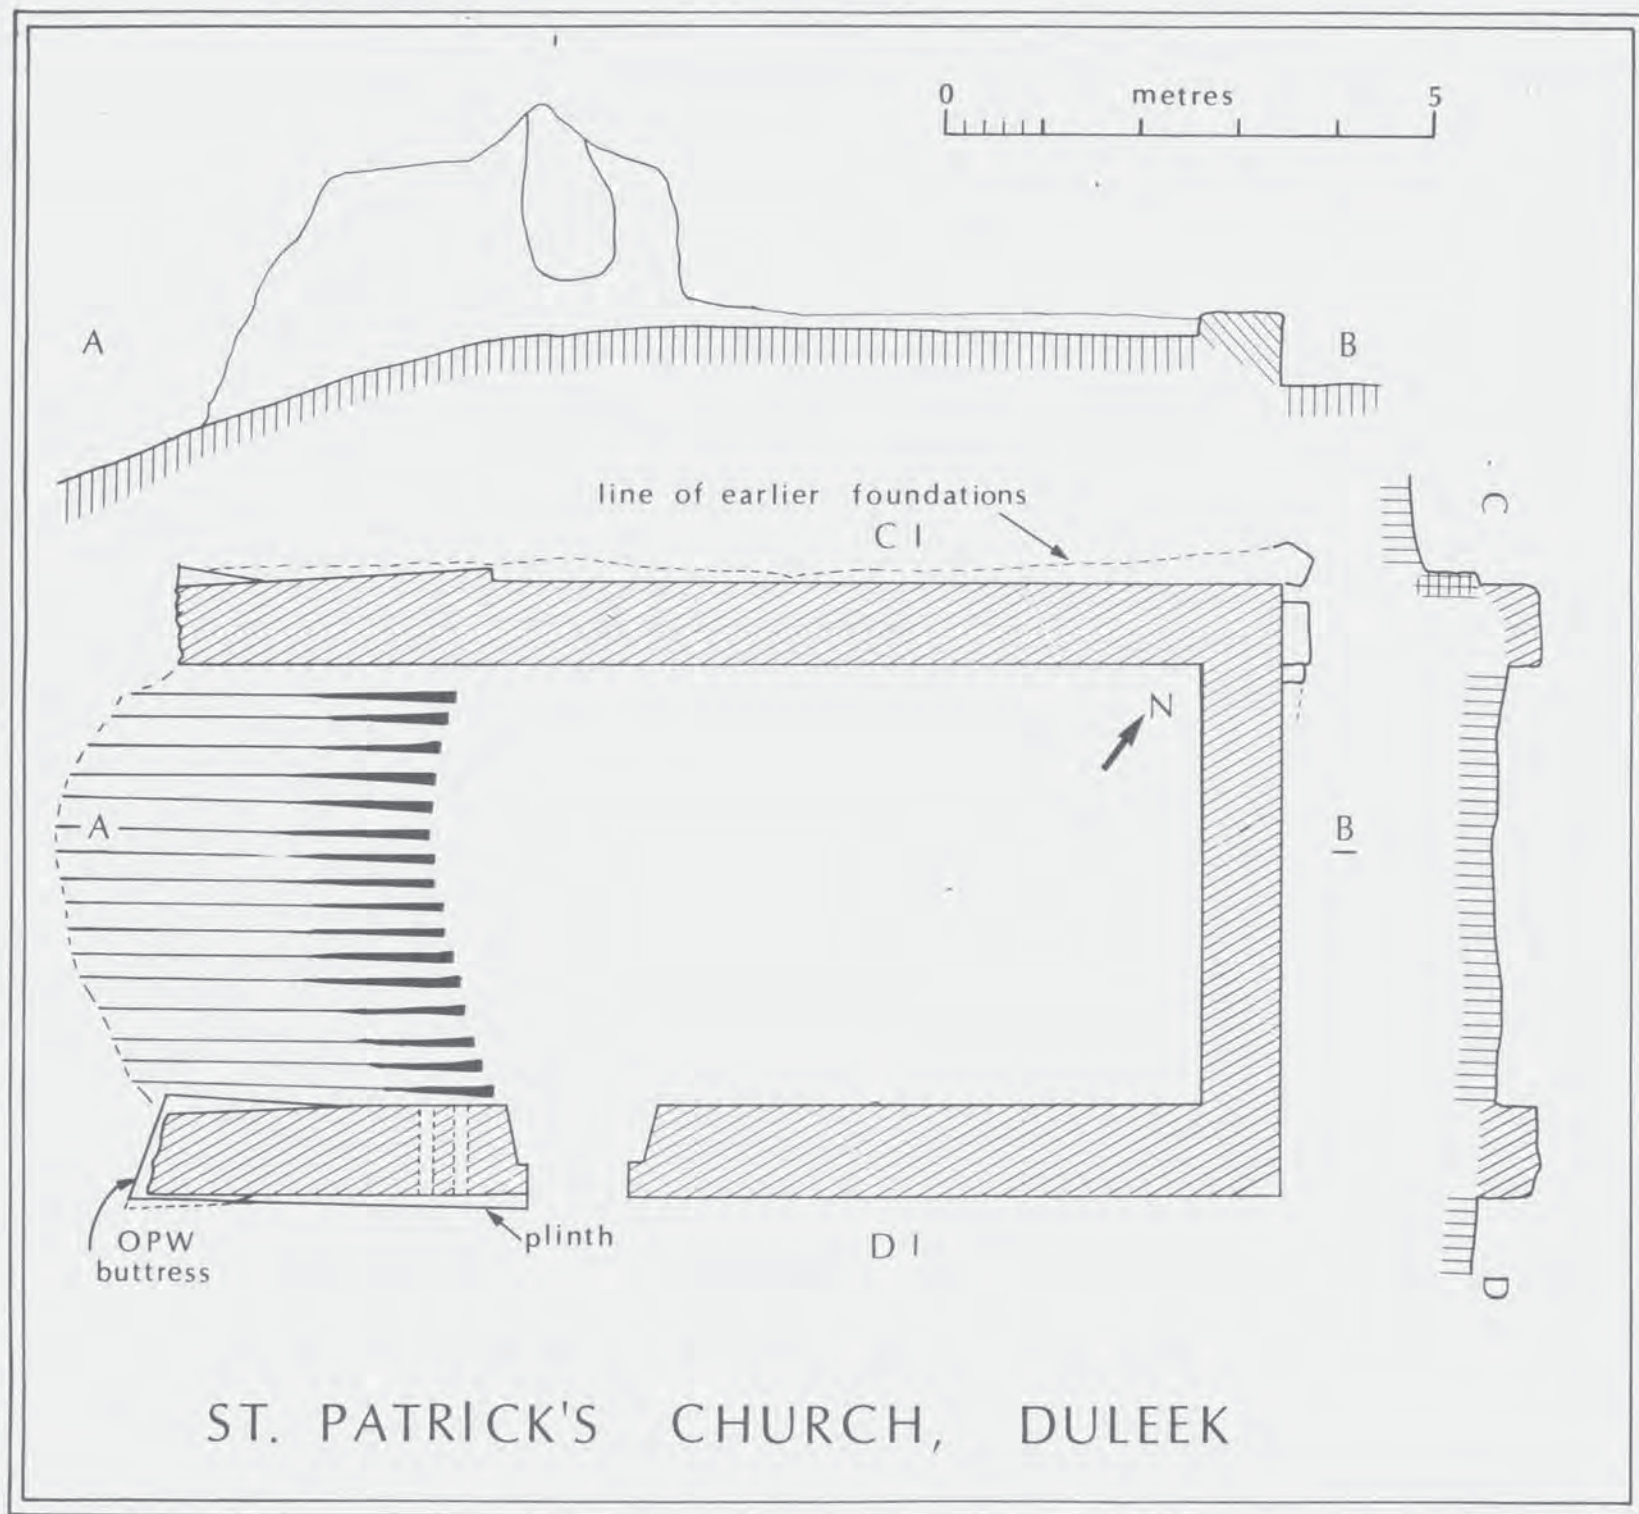 0 metres 5
A
B
line of earlier foundations
C
C
N
A
B
plinth
OPW
buttress
D
D
ST. PATRICK'S CHURCH, DULEEK